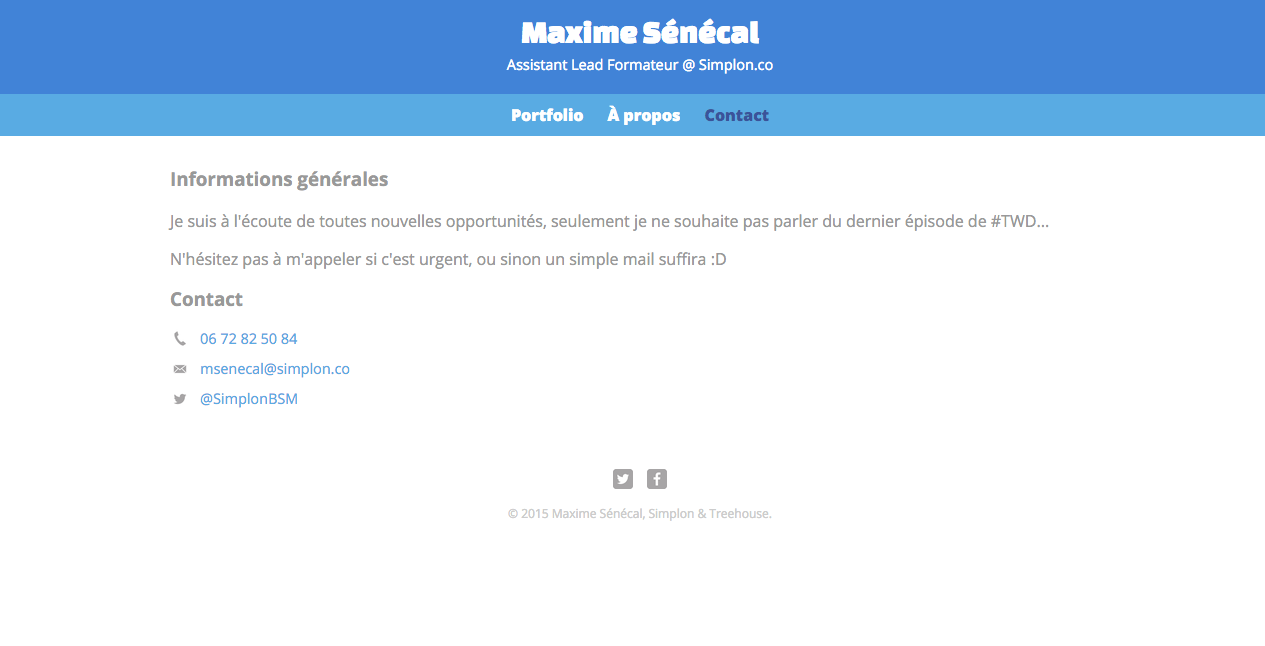 Maxime Sénécal
Assistant Lead Formateur @ Simplon.co
Portfolio À propos Contact
Informations générales
Je suis à l'écoute de toutes nouvelles opportunités, seulement je ne souhaite pas parler du dernier épisode de #TWD...
N'hésitez pas à m'appeler si c'est urgent, ou sinon un simple mail suffira :D
Contact
06 72 82 50 84
msenecal@simplon.co
@SimplonBSM
© 2015 Maxime Sénécal, Simplon & Treehouse.